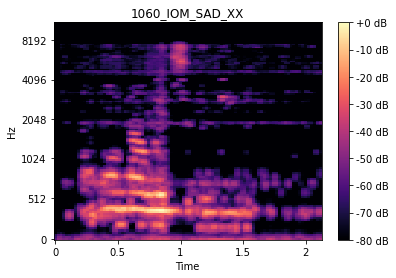 1060_IOM_SAD_XX
8192
4096
2048
1024
512
0
Hz
0
0.5
1
1.5
2
Time
+0 dB
-10 dB
-20 dB
-30 dB
-40 dB
-50 dB
-60 dB
-70 dB
-80 dB